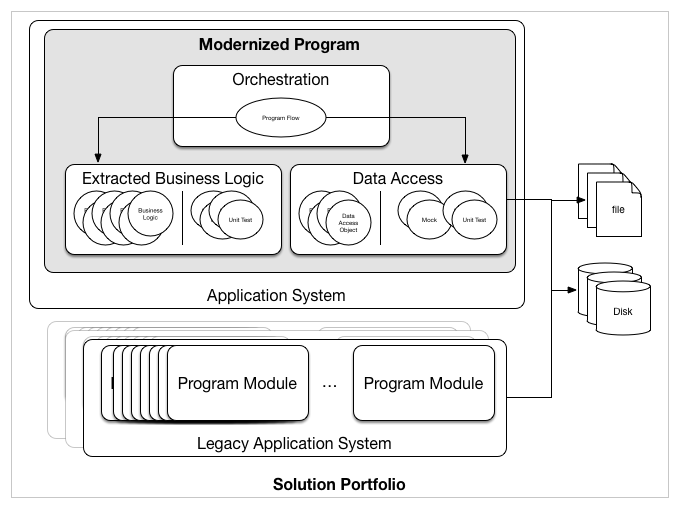 Modernized Program
Orchestration
Program Flow
Extracted Business Logic
Business
Logic
Unit Test
Data Access
Data
Access
Object
Mock
Unit Test
file
Disk
Application System
Program Module
...
Program Module
Legacy Application System
Solution Portfolio